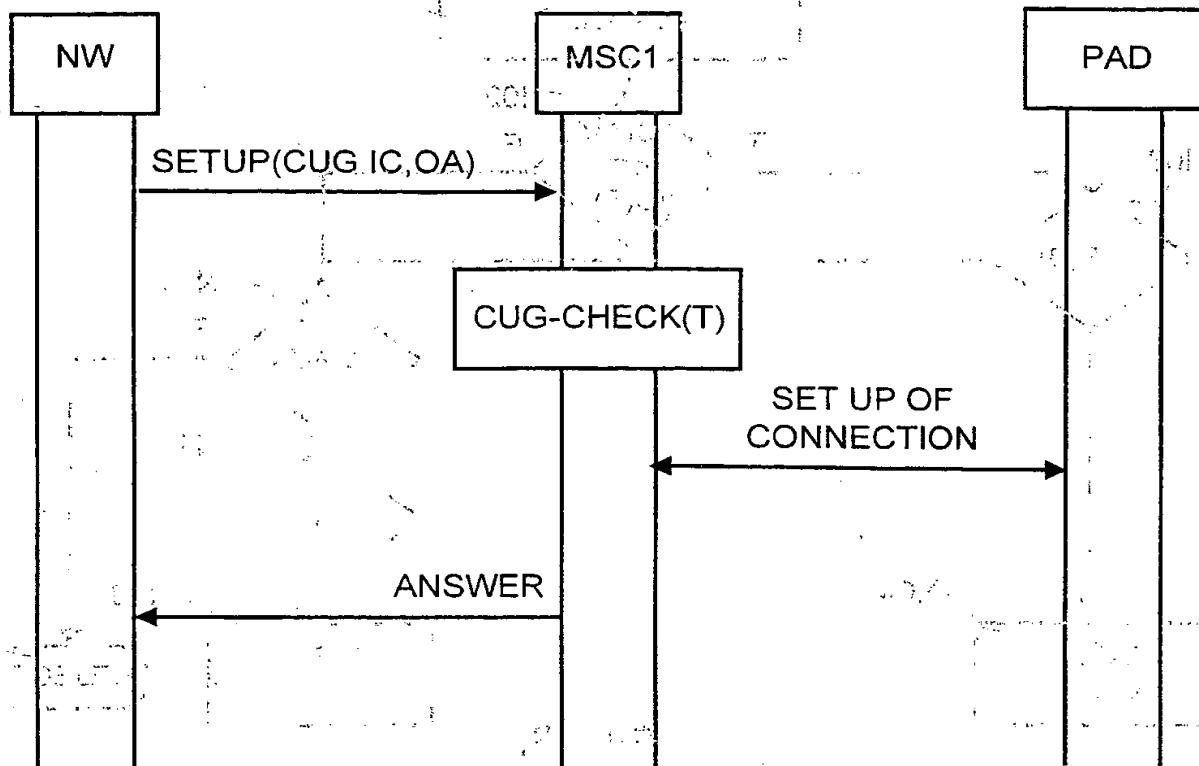 NW
MSC1
PAD
SETUP(CUG IC,OA)
CUG-CHECK(T)
SET UP OF
CONNECTION
ANSWER